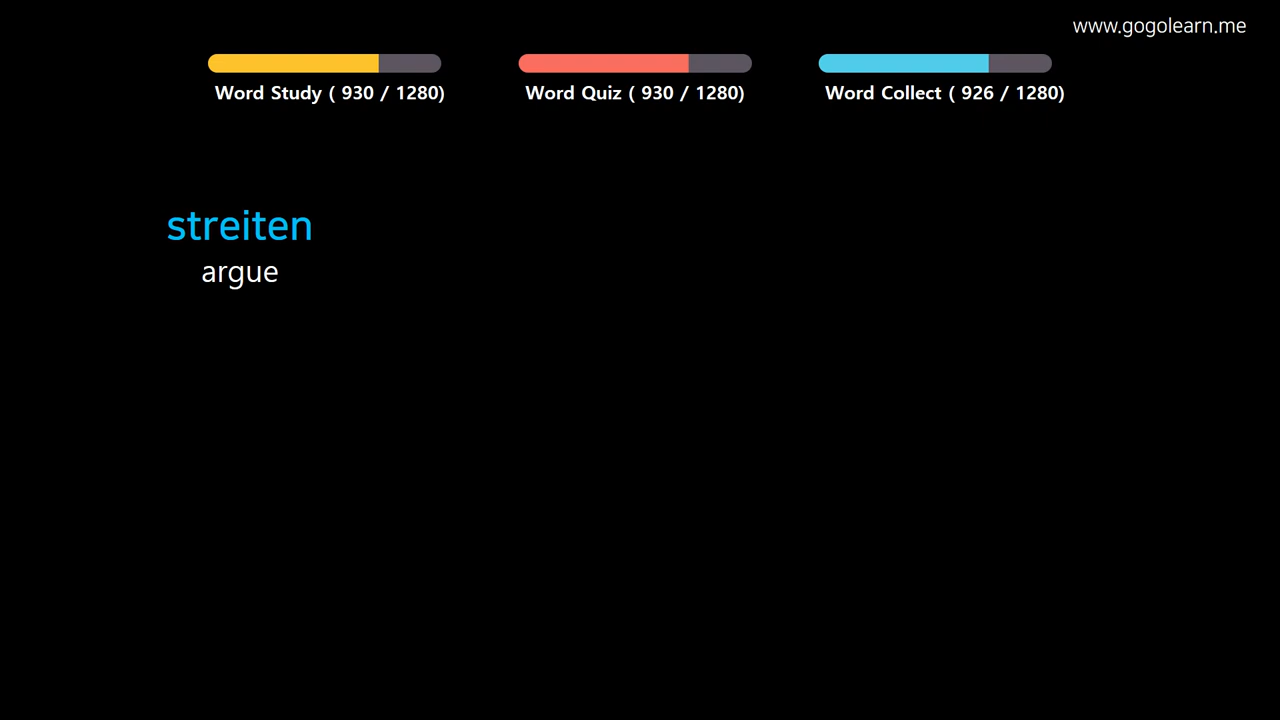 www.gogolearn.me
Word Study ( 930 / 1280)
Word Quiz ( 930 / 1280)
Word Collect ( 926 / 1280)
streiten
argue